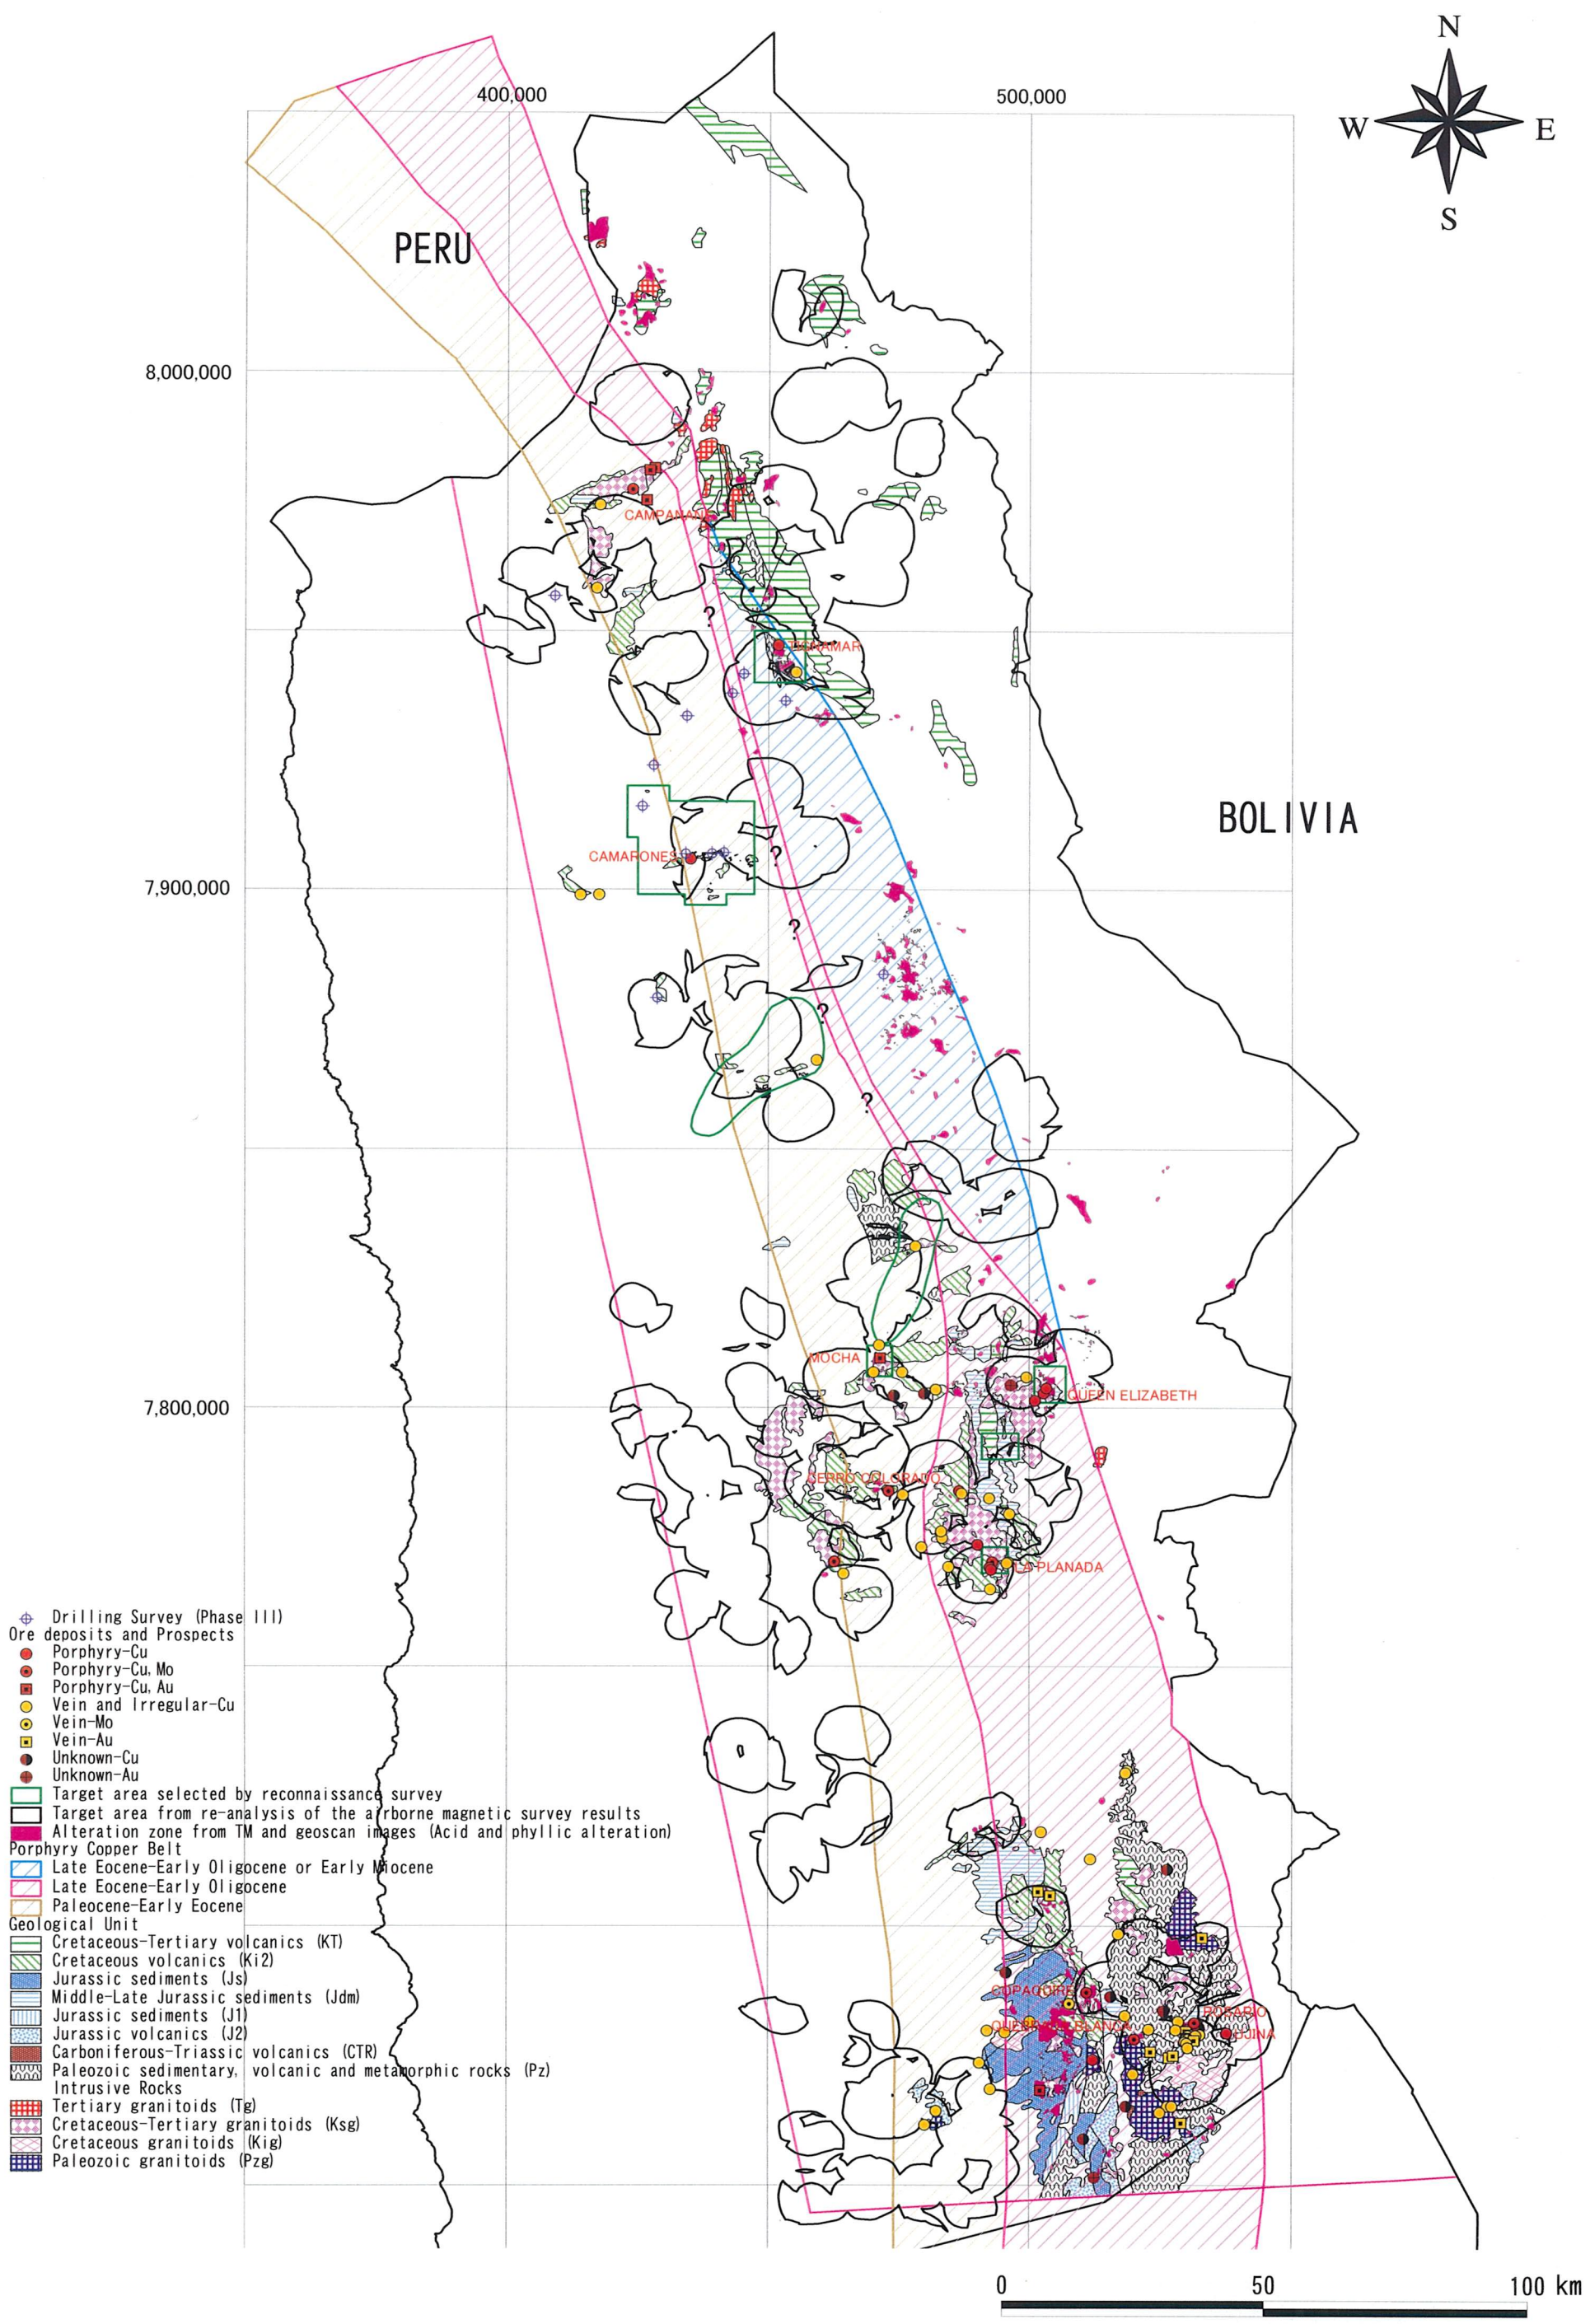 N
400,000
500,000
W
E
S
PERU
8,000,000
CAMPANANI
?
TIGNAMAR
BOLIVIA
CAMARONES
?
7,900,000
?
?
?
MOCHA
QUEEN ELIZABETH
7,800,000
CERRO COLORADO
LA PLANADA
Drilling Survey (Phase III)
Ore deposits and Prospects
Porphyry-Cu
Porphyry-Cu, Mo
Porphyry-Cu, Au
Vein and Irregular-Cu
Vein-Mo
Vein-Au
Unknown-Cu
Unknown-Au
Target area selected by reconnaissance survey
Target area from re-analysis of the airborne magnetic survey results
Alteration zone from TM and geoscan images (Acid and phyllic alteration)
Porphyry Copper Belt
Late Eocene-Early Oligocene or Early Miocene
Late Eocene-Early Oligocene
Paleocene-Early Eocene
Geological Unit
Cretaceous-Tertiary volcanics (KT)
Cretaceous volcanics (Ki2)
Jurassic sediments (Js)
Middle-Late Jurassic sediments (Jdm)
Jurassic sediments (J1)
Jurassic volcanics (J2)
Carboniferous-Triassic volcanics (CTR)
Paleozoic sedimentary, volcanic and metamorphic rocks (Pz)
Intrusive Rocks
Tertiary granitoids (Tg)
Cretaceous-Tertiary granitoids (Ksg)
Cretaceous granitoids (Kig)
Paleozoic granitoids (Pzg)
COPAQUIRE
ROSARIO
QUEBRADA BLANCA
UJINA
0
50
100 km